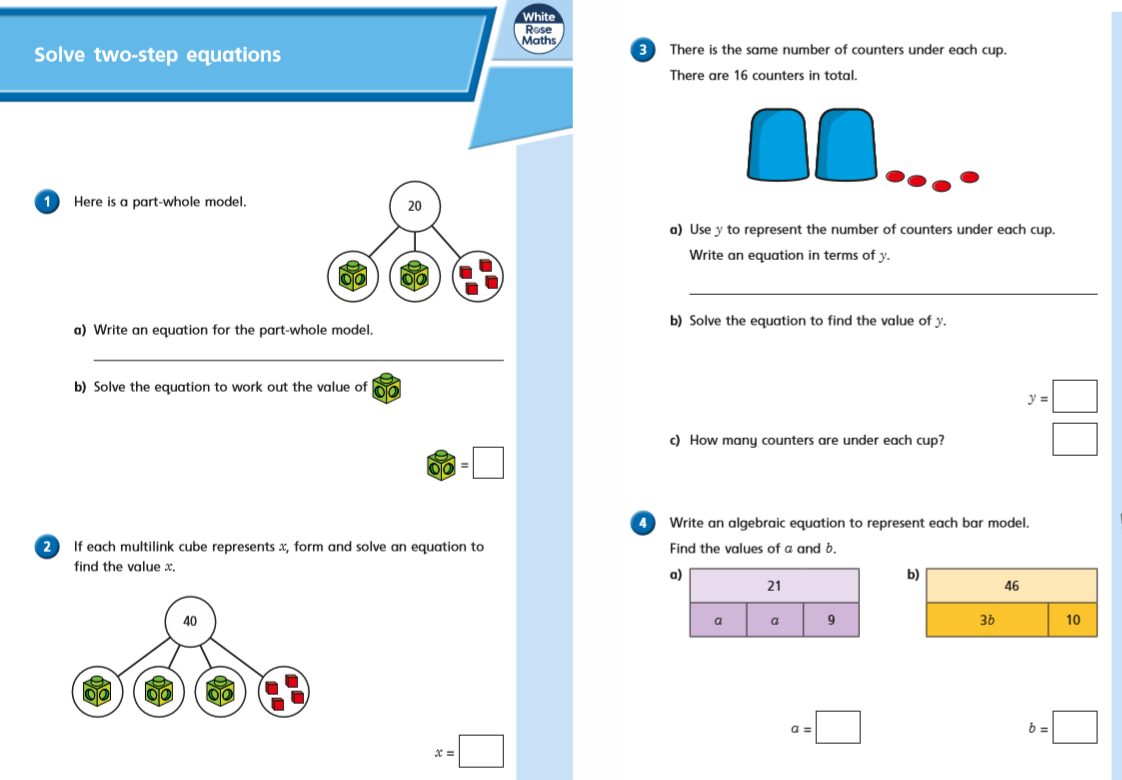 Solve two-step equations
White
Rose
Maths
1 Here is a part-whole model.
20
a) Write an equation for the part-whole model.
b) Solve the equation to work out the value of
=
2 If each multilink cube represents x, form and solve an equation to
find the value x.
40
x =
3 There is the same number of counters under each cup.
There are 16 counters in total.
a) Use y to represent the number of counters under each cup.
Write an equation in terms of y.
b) Solve the equation to find the value of y.
y =
c) How many counters are under each cup?
4 Write an algebraic equation to represent each bar model.
Find the values of a and b.
a)
21
a a 9
a =
b)
46
3b 10
b =